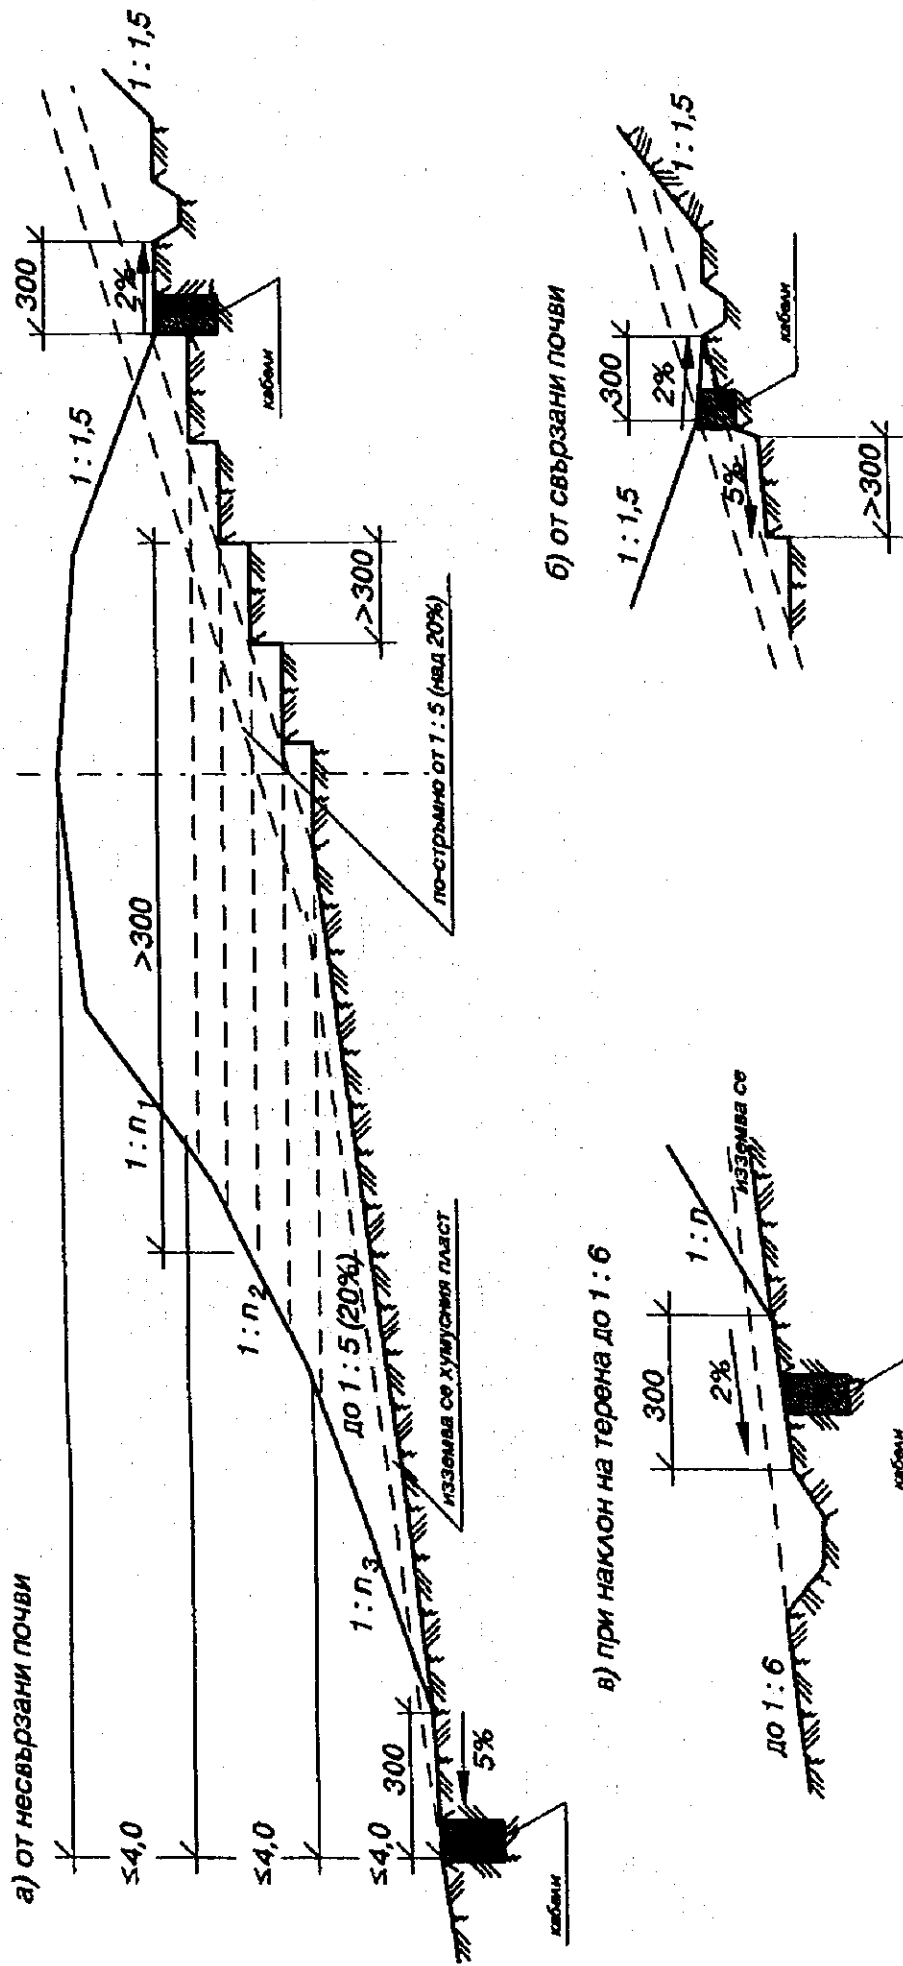 а) от несвързани почви
≤4,0
≤4,0
≤4,0
1:n1
1:n2
1:n3
>300
1:1,5
300
2%
1:1,5
кабели
>300
по-стръмно от 1:5 (над 20%)
до 1:5 (20%)
изземва се хумусния пласт
300
5%
кабели
б) от свързани почви
1:1,5
300
2%
5%
1:1,5
>300
кабели
в) при наклон на терена до 1:6
до 1:6
300
2%
1:n
изземва се
кабели